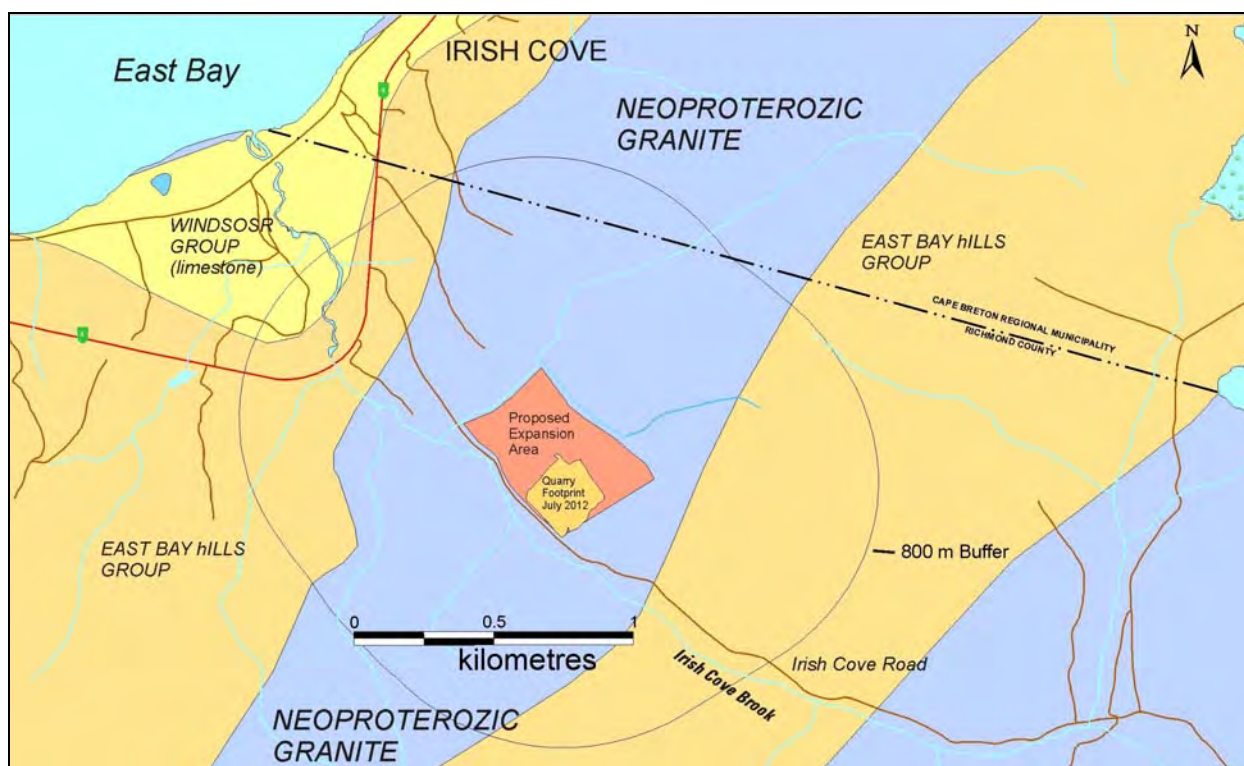 East Bay
IRISH COVE
N
NEOPROTEROZIC
GRANITE
WINDSOSR
GROUP
(limestone)
EAST BAY hILLS
GROUP
CAPE BRETON REGIONAL MUNICIPALITY
RICHMOND COUNTY
Proposed
Expansion
Area
Quarry
Footprint
July 2012
EAST BAY hILLS
GROUP
800 m Buffer
0 0.5 1
kilometres
Irish Cove Road
Irish Cove Brook
NEOPROTEROZIC
GRANITE